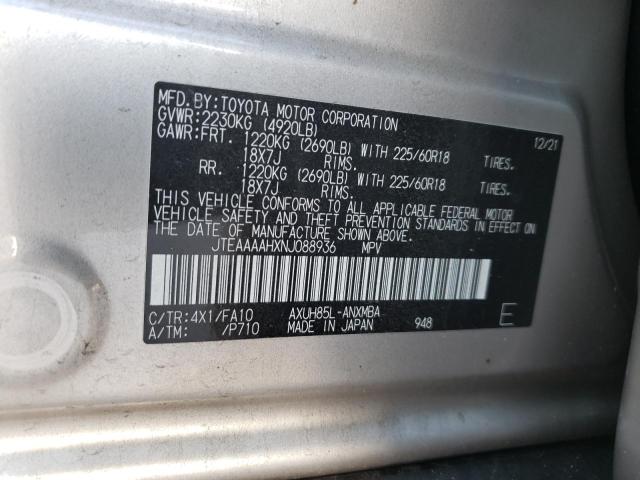 MFD. BY: TOYOTA MOTOR CORPORATION 12/21
GVWR: 2230KG (4920LB)
GAWR: FRT. 1220KG (2690LB) WITH 225/60R18 TIRES.
18X7J RIMS.
RR. 1220KG (2690LB) WITH 225/60R18 TIRES.
18X7J RIMS.
THIS VEHICLE CONFORMS TO ALL APPLICABLE FEDERAL MOTOR
VEHICLE SAFETY AND THEFT PREVENTION STANDARDS IN EFFECT ON
THE DATE OF MANUFACTURE SHOWN ABOVE.
JTEAAAAHXNJ088936 MPV
C/TR: 4X1/FA10 AXUH85L-ANXMBA
A/TM: /P710 MADE IN JAPAN 948 E